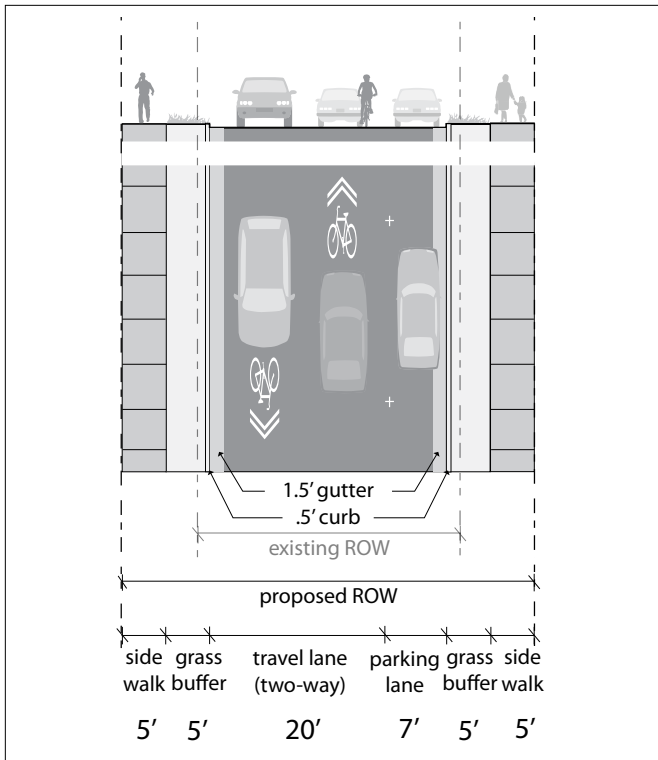 1.5’ gutter
.5’ curb
existing ROW
proposed ROW
side walk
grass buffer
travel lane (two-way)
parking lane
grass buffer
side walk
5’ 5’ 20’ 7’ 5’ 5’